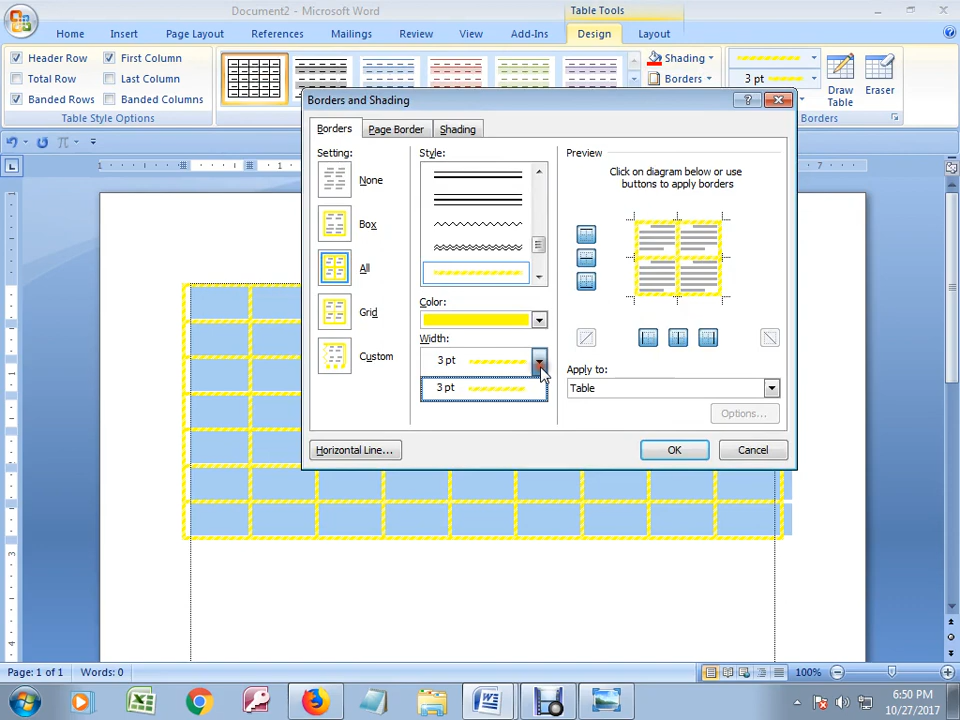 Document2 - Microsoft Word
Table Tools
Home
Insert
Page Layout
References
Mailings
Review
View
Add-Ins
Design
Layout
Header Row
First Column
Total Row
Last Column
Banded Rows
Banded Columns
Table Style Options
Shading
Borders
3 pt
Draw
Table
Eraser
Borders
Borders and Shading
?
Borders
Page Border
Shading
Setting:
None
Box
All
Grid
Custom
Style:
Color:
Width:
3 pt
3 pt
Preview
Click on diagram below or use
buttons to apply borders
Apply to:
Table
Options...
Horizontal Line...
OK
Cancel
Page: 1 of 1
Words: 0
100%
6:50 PM
10/27/2017